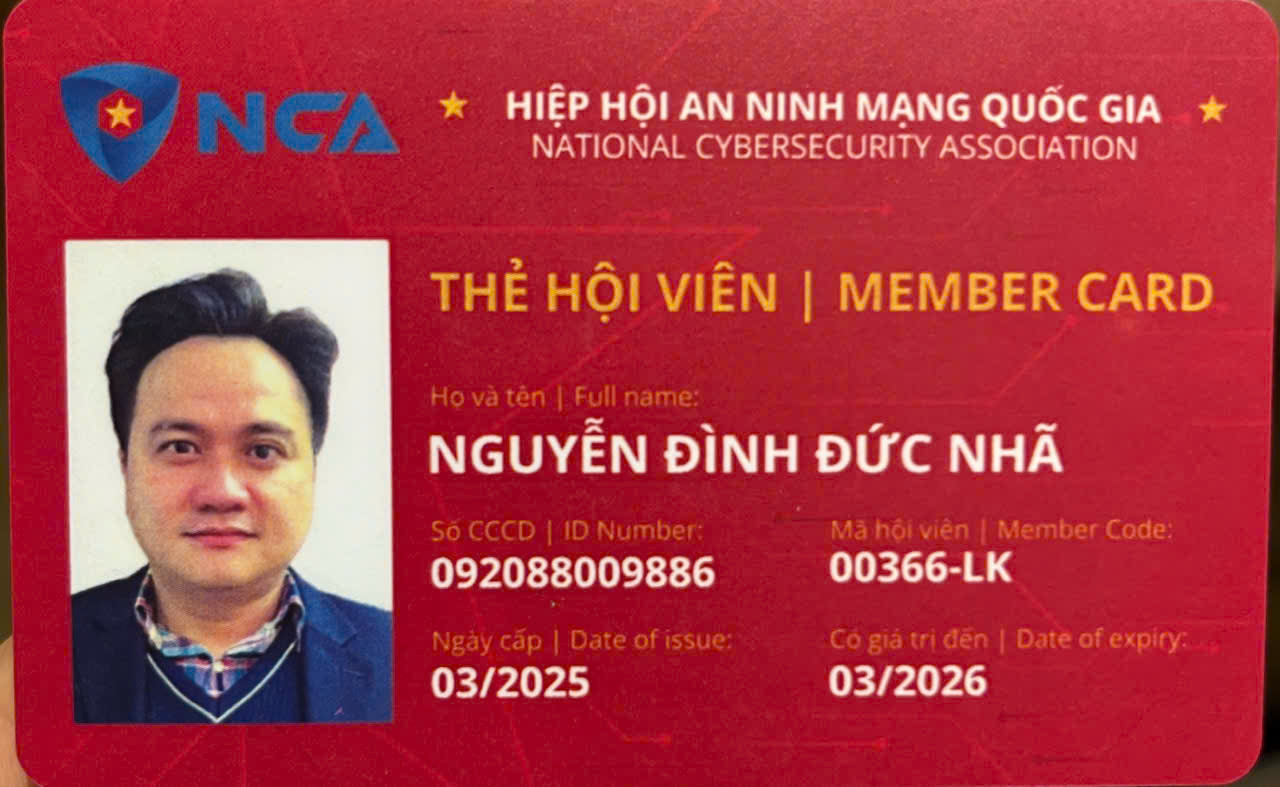 NCA
HIỆP HỘI AN NINH MẠNG QUỐC GIA
NATIONAL CYBERSECURITY ASSOCIATION
THẺ HỘI VIÊN | MEMBER CARD
Họ và tên | Full name:
NGUYỄN ĐÌNH ĐỨC NHÃ
Số CCCD | ID Number:
092088009886
Mã hội viên | Member Code:
00366-LK
Ngày cấp | Date of issue:
03/2025
Có giá trị đến | Date of expiry:
03/2026